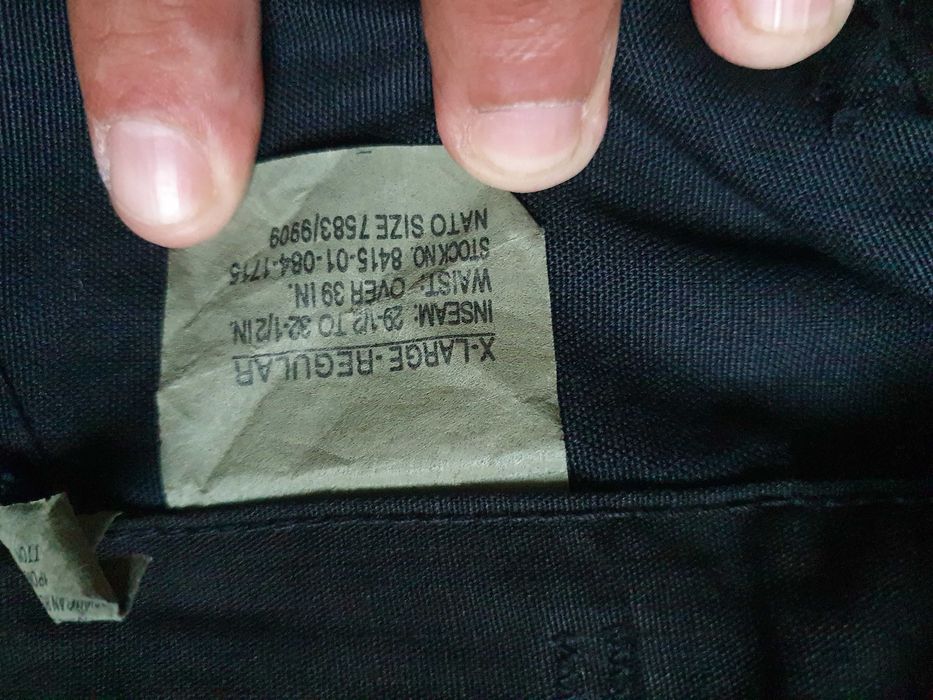 X-LARGE-REGULAR
INSEAM: 29-1/2 TO 32-1/2 IN.
WAIST: OVER 39 IN.
STOCK NO. 8415-01-084-1715
NATO SIZE 7583/9909